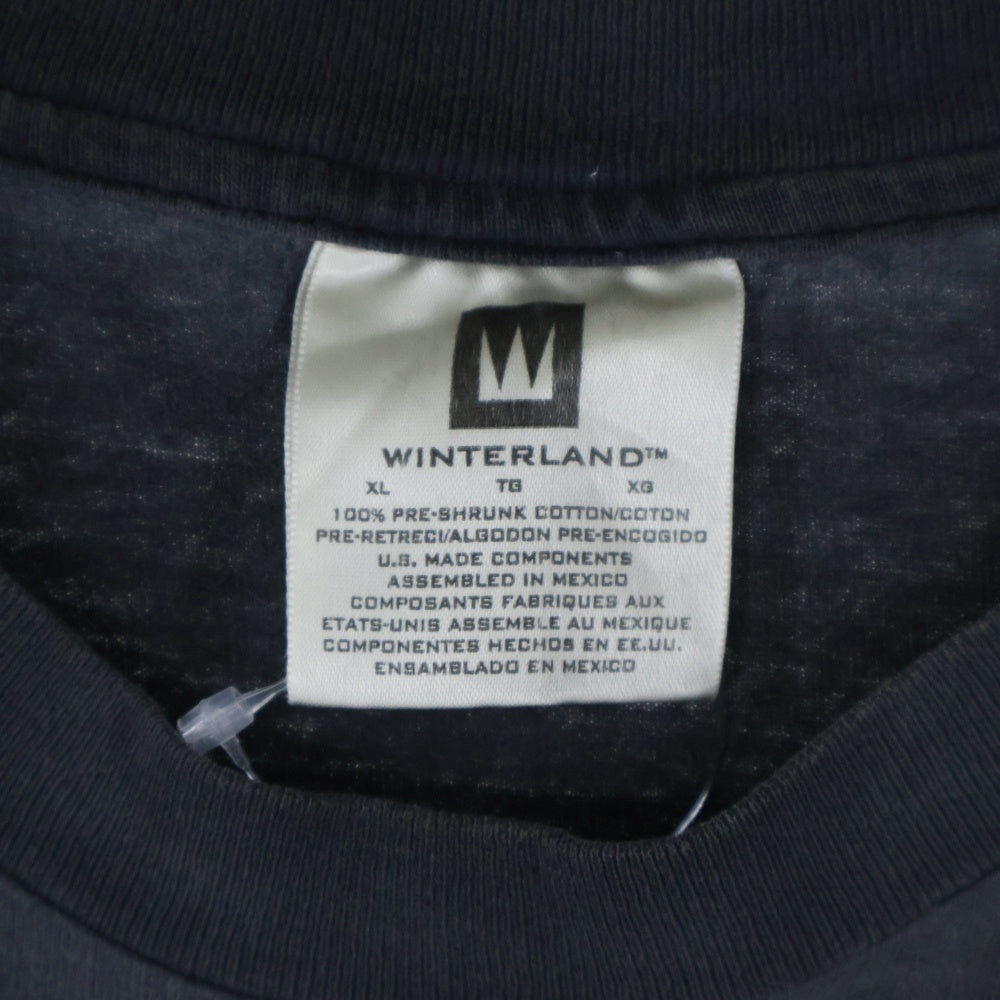 W
WINTERLAND™
XL TG XG
100% PRE-SHRUNK COTTON/COTON
PRE-RETRECI/ALGODON PRE-ENCOGIDO
U.S. MADE COMPONENTS
ASSEMBLED IN MEXICO
COMPOSANTS FABRIQUES AUX
ETATS-UNIS ASSEMBLE AU MEXIQUE
COMPONENTES HECHOS EN EE.UU.
ENSAMBLADO EN MEXICO